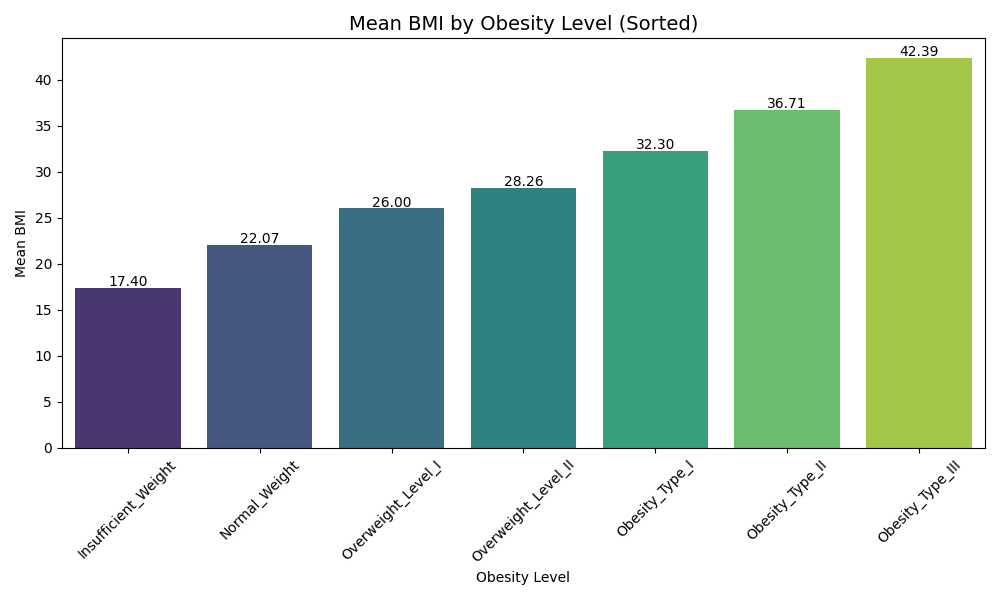 Mean BMI by Obesity Level (Sorted)
Mean BMI
40
35
30
25
20
15
10
5
0
17.40
22.07
26.00
28.26
32.30
36.71
42.39
Insufficient_Weight
Normal_Weight
Overweight_Level_I
Overweight_Level_II
Obesity_Type_I
Obesity_Type_II
Obesity_Type_III
Obesity Level